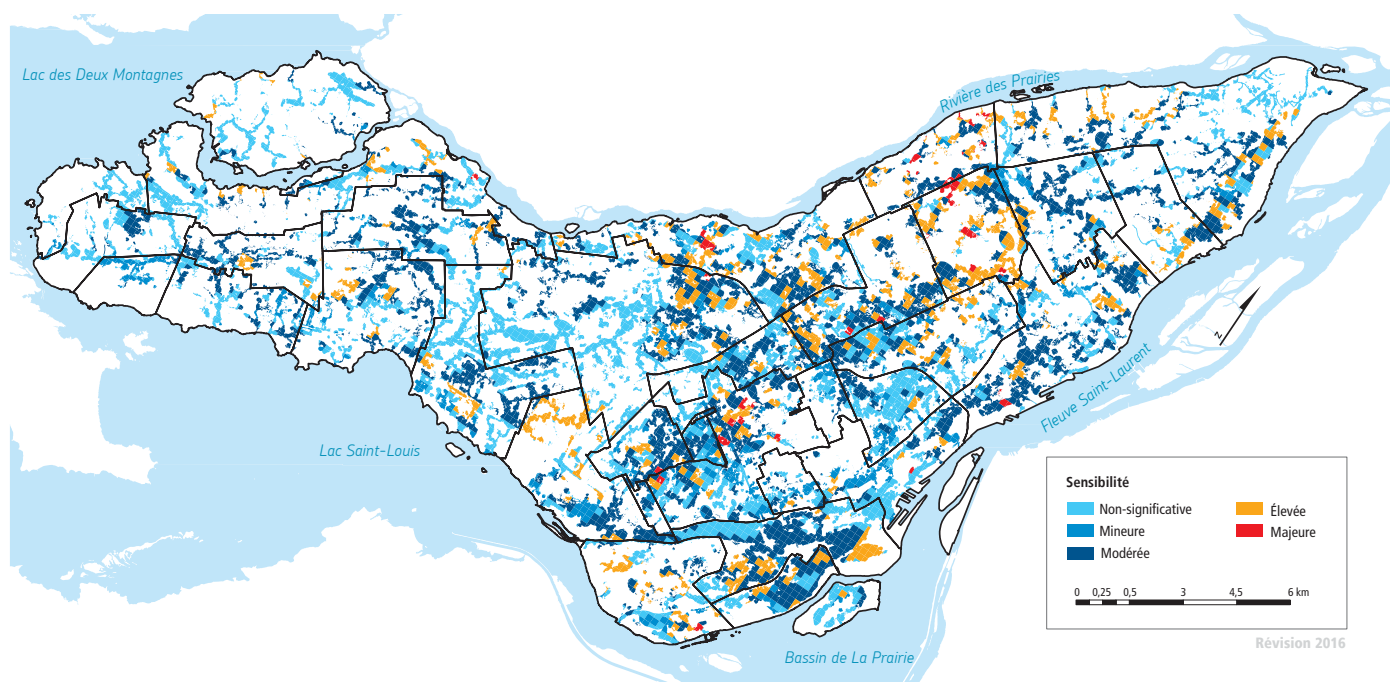 Lac des Deux Montagnes
Rivière des Prairies
N
Fleuve Saint-Laurent
Lac Saint-Louis
Bassin de La Prairie
Sensibilité
Non-significative
Mineure
Modérée
Élevée
Majeure
0 0,25 0,5 3 4,5 6 km
Révision 2016